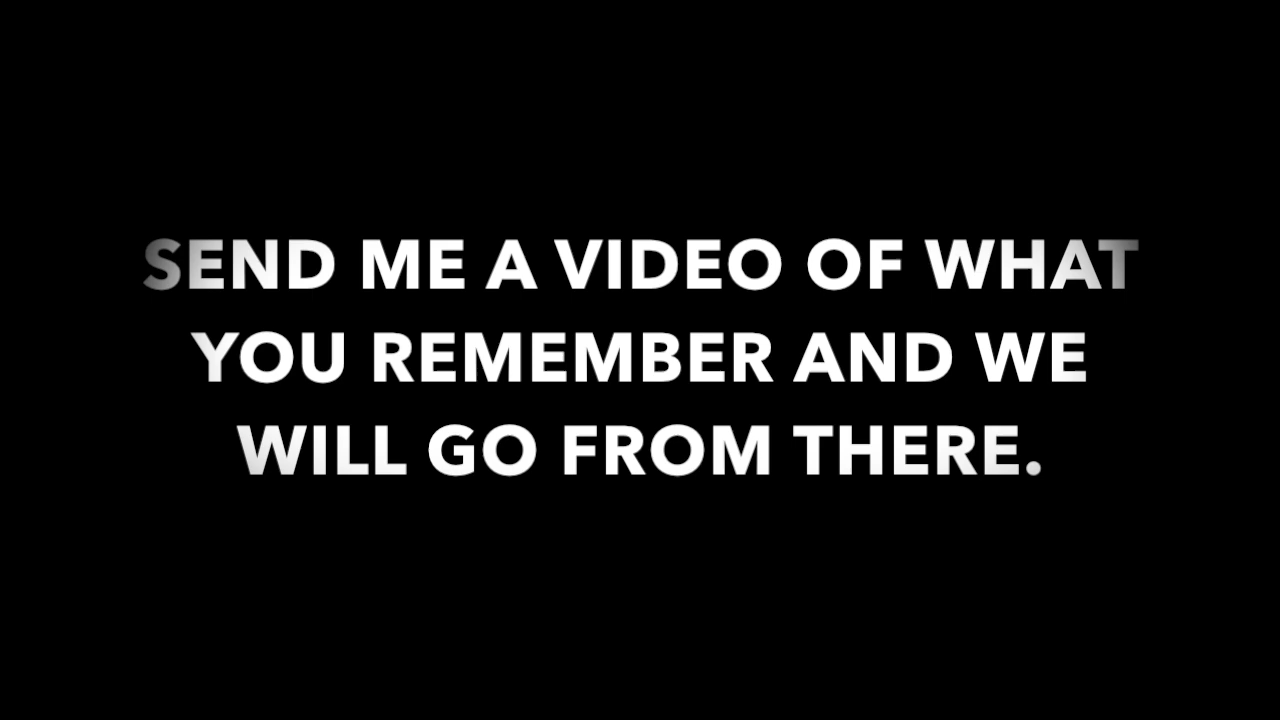 SEND ME A VIDEO OF WHAT
YOU REMEMBER AND WE
WILL GO FROM THERE.